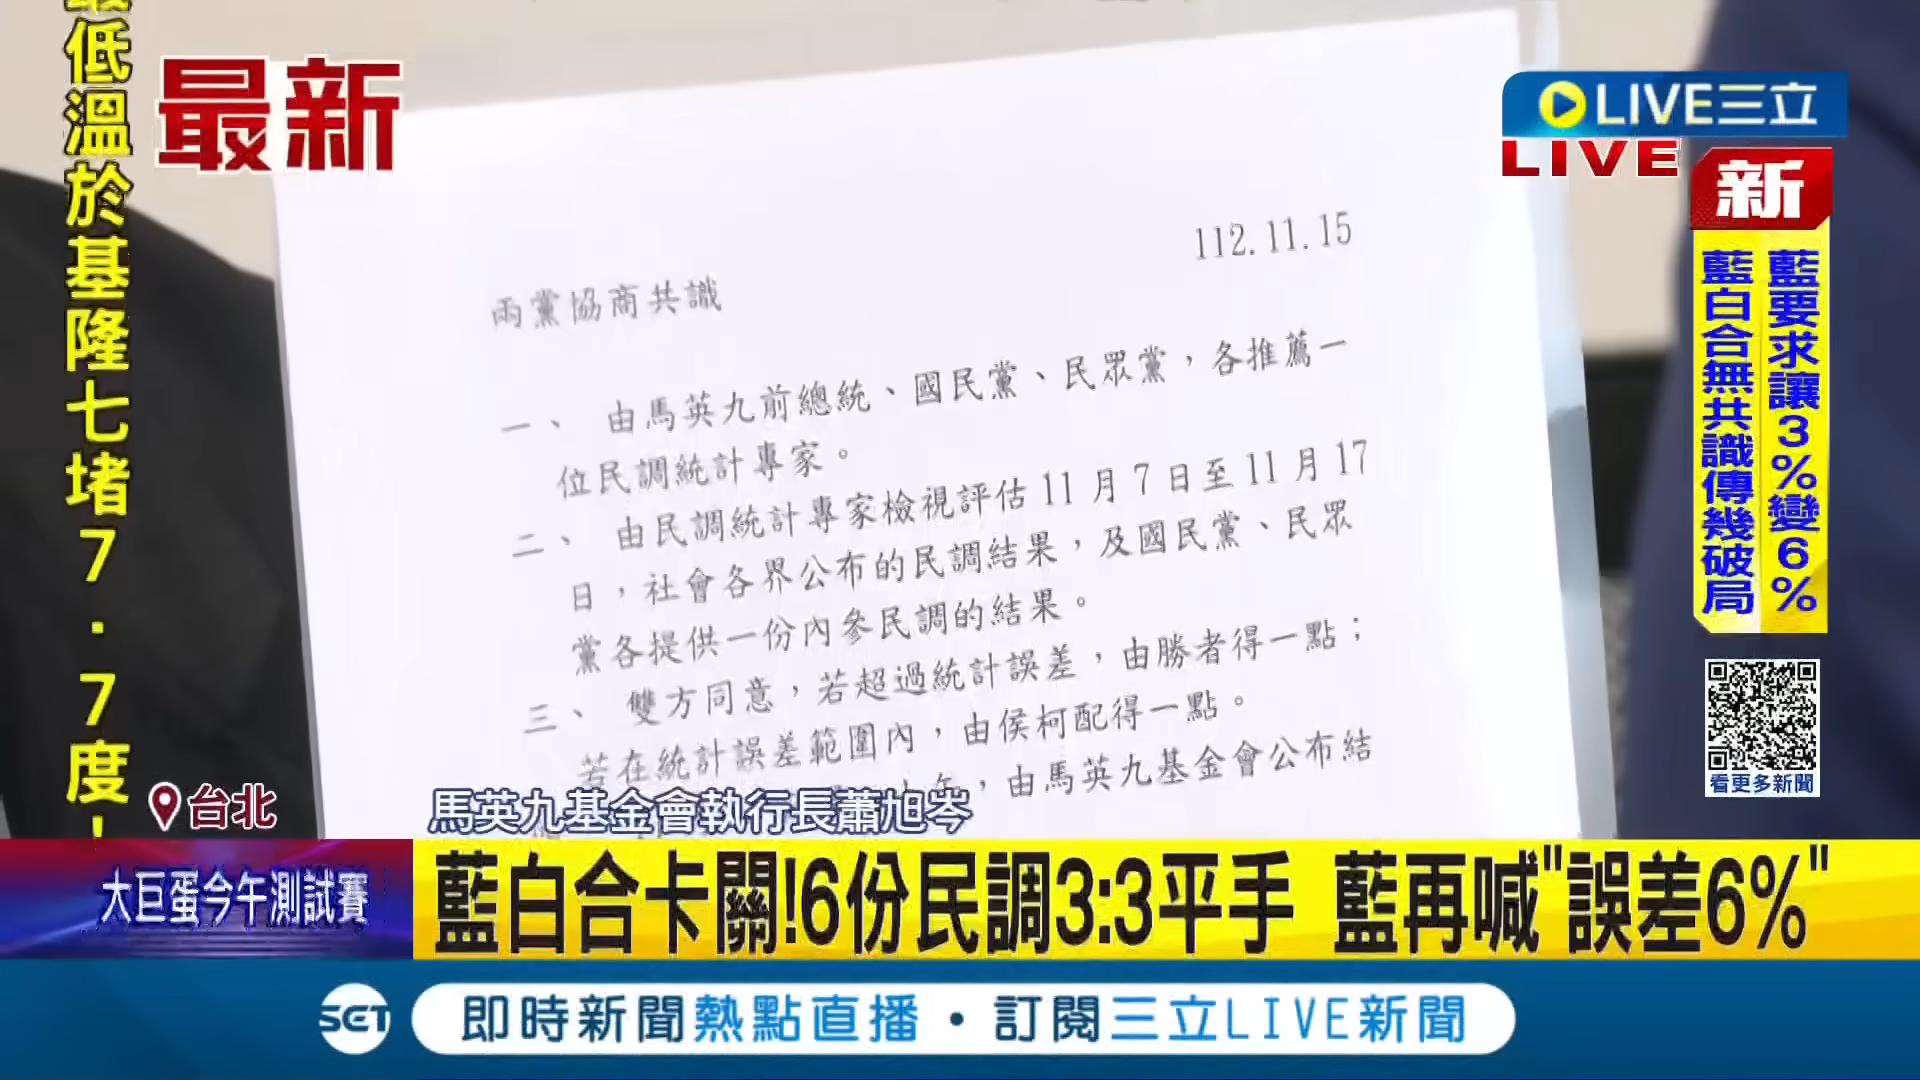 低溫於基隆七堵7.7度!
最新
LIVE三立
LIVE
新
藍要求讓3%變6%
藍白合無共識傳幾破局
看更多新聞
112.11.15
兩黨協商共識
一、 由馬英九前總統、國民黨、民眾黨,各推薦一
位民調統計專家。
二、 由民調統計專家檢視評估11月7日至11月17
日,社會各界公布的民調結果,及國民黨、民眾
黨各提供一份內參民調的結果。
三、 雙方同意,若超過統計誤差,由勝者得一點;
若在統計誤差範圍內,由侯柯配得一點。
,由馬英九基金會公布結
台北
馬英九基金會執行長蕭旭岑
大巨蛋今午測試賽
藍白合卡關!6份民調3:3平手 藍再喊"誤差6%"
SET
即時新聞熱點直播・訂閱三立LIVE新聞